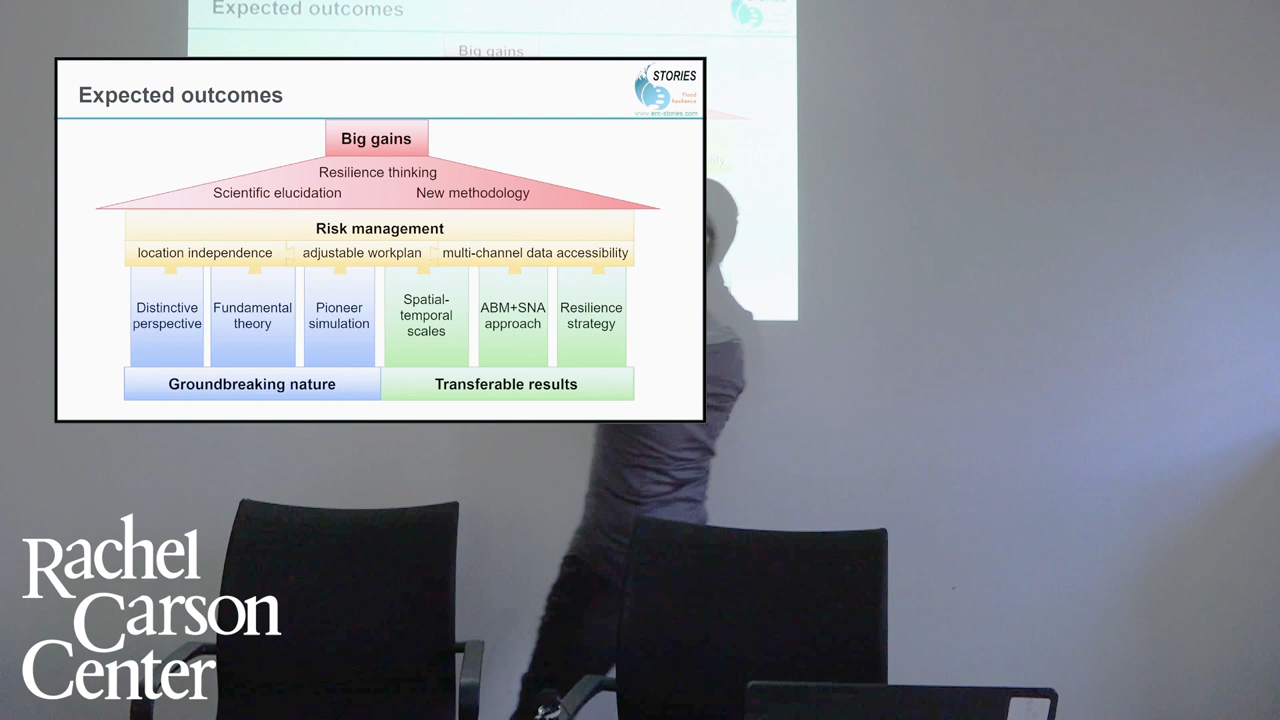 Expected outcomes
Big gains
Expected outcomes
STORIES
Flood
Resilience
www.erc-stories.com
Big gains
Resilience thinking
Scientific elucidation
New methodology
Risk management
location independence
adjustable workplan
multi-channel data accessibility
Distinctive
perspective
Fundamental
theory
Pioneer
simulation
Spatial-
temporal
scales
ABM+SNA
approach
Resilience
strategy
Groundbreaking nature
Transferable results
Rachel
Carson
Center